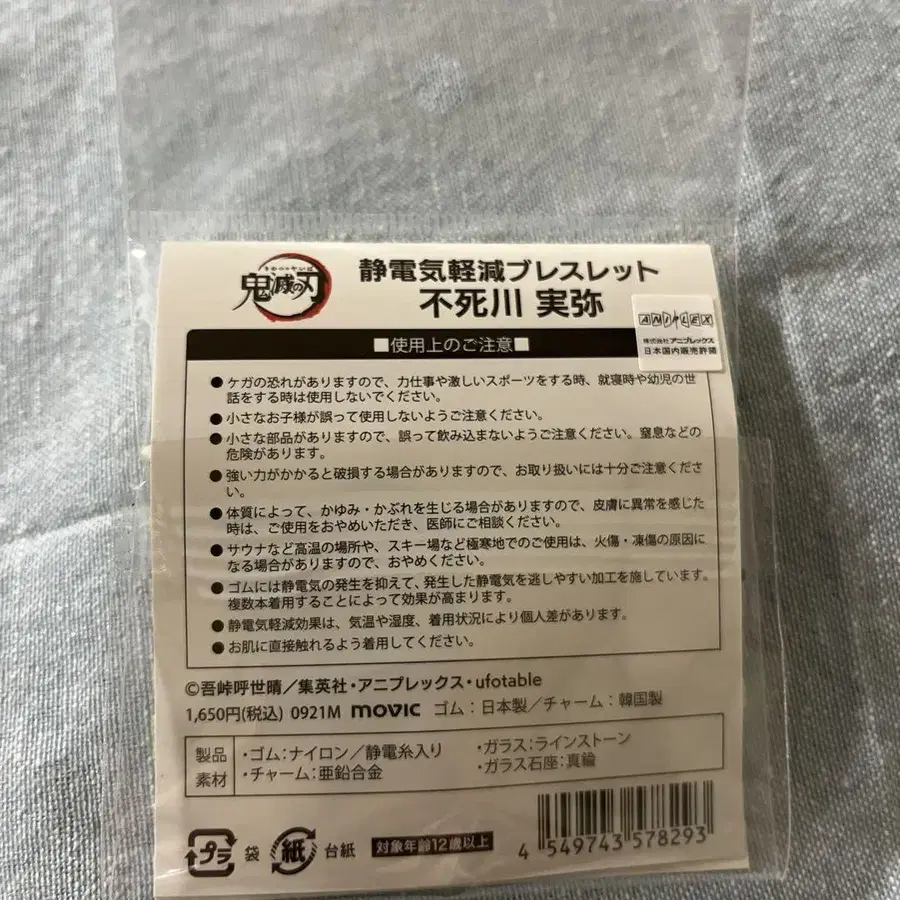 きめつのやいば
鬼滅の刃
静電気軽減ブレスレット
不死川 実弥
ANIPLEX
株式会社アニプレックス
日本国内販売許諾
■使用上のご注意■
●ケガの恐れがありますので、力仕事や激しいスポーツをする時、就寝時や幼児の世
話をする時は使用しないでください。
●小さなお子様が誤って使用しないようご注意ください。
●小さな部品がありますので、誤って飲み込まないようご注意ください。窒息などの
危険があります。
●強い力がかかると破損する場合がありますので、お取り扱いには十分ご注意くださ
い。
●体質によって、かゆみ・かぶれを生じる場合がありますので、皮膚に異常を感じた
時は、ご使用をおやめいただき、医師にご相談ください。
●サウナなど高温の場所や、スキー場など極寒地でのご使用は、火傷・凍傷の原因に
なる場合がありますので、おやめください。
●ゴムには静電気の発生を抑えて、発生した静電気を逃しやすい加工を施しています。
複数本着用することによって効果が高まります。
●静電気軽減効果は、気温や湿度、着用状況により個人差があります。
●お肌に直接触れるよう着用してください。
©吾峠呼世晴／集英社・アニプレックス・ufotable
1,650円(税込) 0921M movic ゴム：日本製／チャーム：韓国製
製品
素材
・ゴム：ナイロン／静電糸入り
・チャーム：亜鉛合金
・ガラス：ラインストーン
・ガラス石座：真鍮
プラ 袋 紙 台紙 対象年齢12歳以上
4 549743 578293